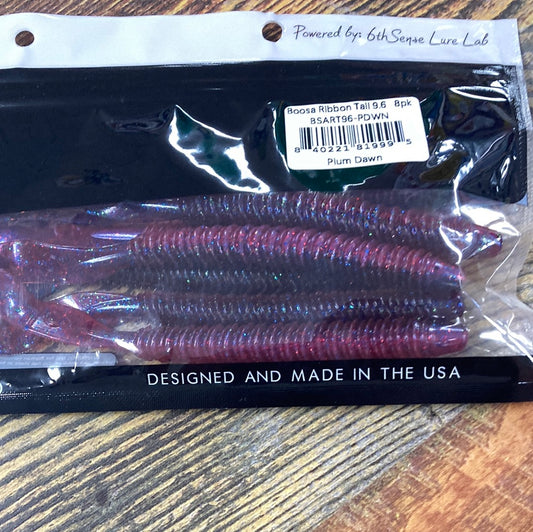 Powered by: 6thSense Lure Lab
Boosa Ribbon Tail 9.6 8pk
BSART96-PDWN
8 40221 81999 5
Plum Dawn
DESIGNED AND MADE IN THE USA